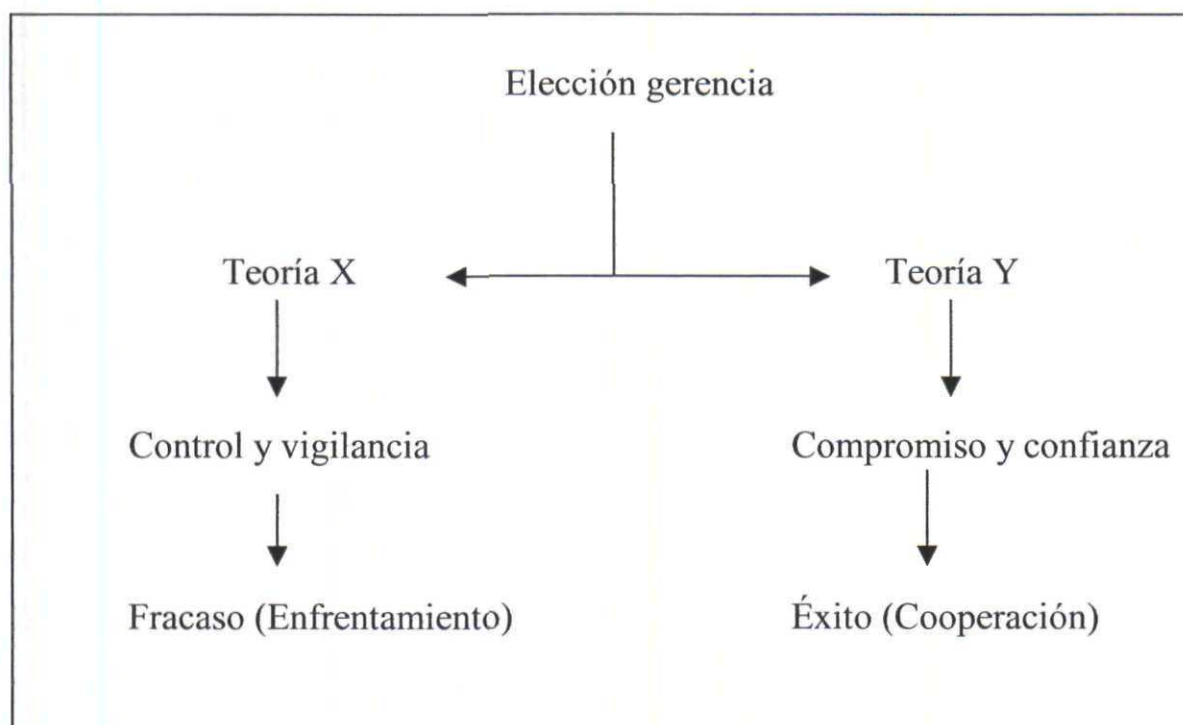 Elección gerencia
Teoría X
Teoría Y
Control y vigilancia
Compromiso y confianza
Fracaso (Enfrentamiento)
Éxito (Cooperación)